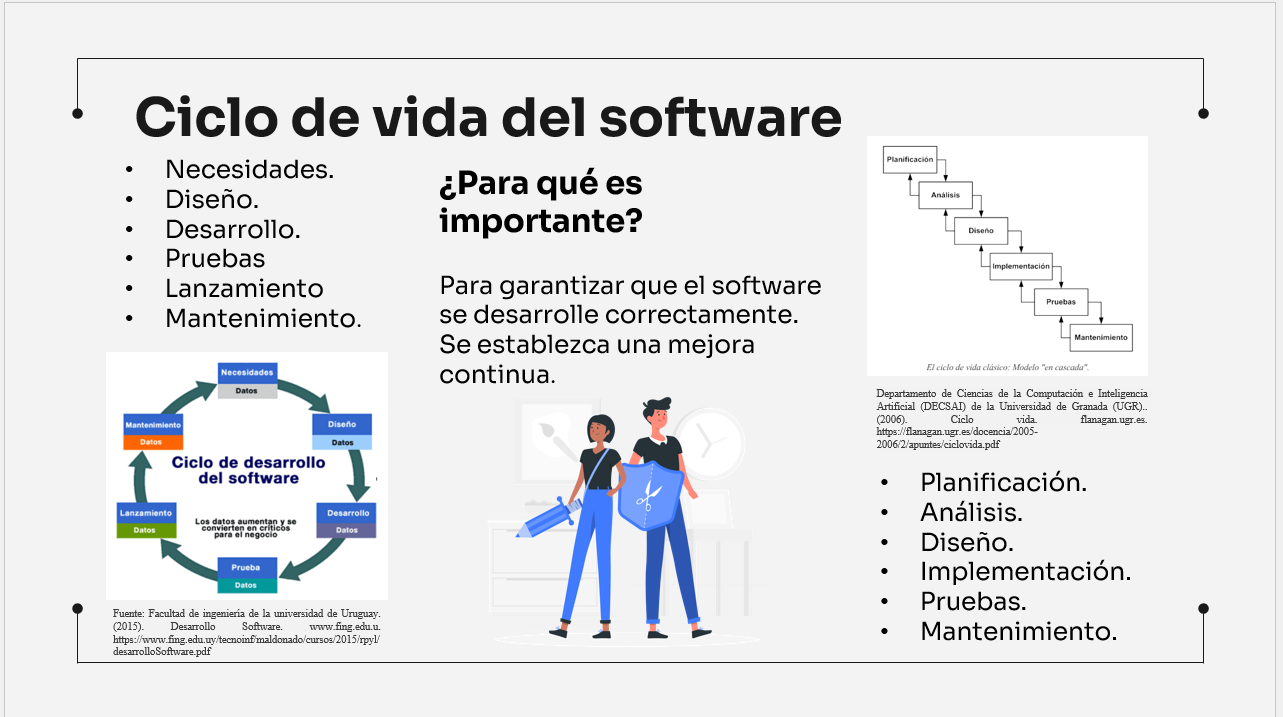 Ciclo de vida del software
• Necesidades.
• Diseño.
• Desarrollo.
• Pruebas
• Lanzamiento
• Mantenimiento.
Necesidades
Datos
Mantenimiento
Datos
Diseño
Datos
Ciclo de desarrollo
del software
Lanzamiento
Datos
Desarrollo
Datos
Los datos aumentan y se
convierten en críticos
para el negocio
Prueba
Datos
Fuente: Facultad de ingeniería de la universidad de Uruguay.
(2015). Desarrollo Software. www.fing.edu.u.
https://www.fing.edu.uy/tecnoinf/maldonado/cursos/2015/rpyl/
desarrolloSoftware.pdf
¿Para qué es
importante?
Para garantizar que el software
se desarrolle correctamente.
Se establezca una mejora
continua.
Planificación
Análisis
Diseño
Implementación
Pruebas
Mantenimiento
El ciclo de vida clásico: Modelo "en cascada".
Departamento de Ciencias de la Computación e Inteligencia
Artificial (DECSAI) de la Universidad de Granada (UGR)..
(2006). Ciclo vida. flanagan.ugr.es.
https://flanagan.ugr.es/docencia/2005-
2006/2/apuntes/ciclovida.pdf
• Planificación.
• Análisis.
• Diseño.
• Implementación.
• Pruebas.
• Mantenimiento.